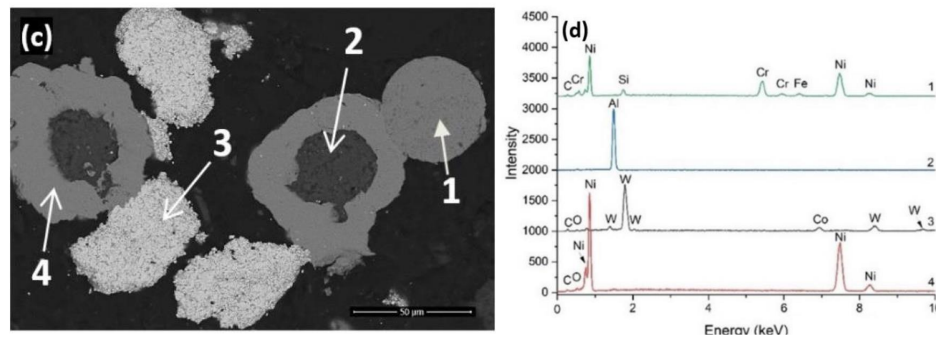 (c)
2
1
3
4
50 μm
(d)
4500
4000
3500
3000
2500
2000
1500
1000
500
0
Intensity
C Cr Ni Si Cr Cr Fe Ni Ni 1
Al 2
C O W W W Co W W 3
C O Ni Ni Ni Ni 4
0 2 4 6 8 10
Energy (keV)